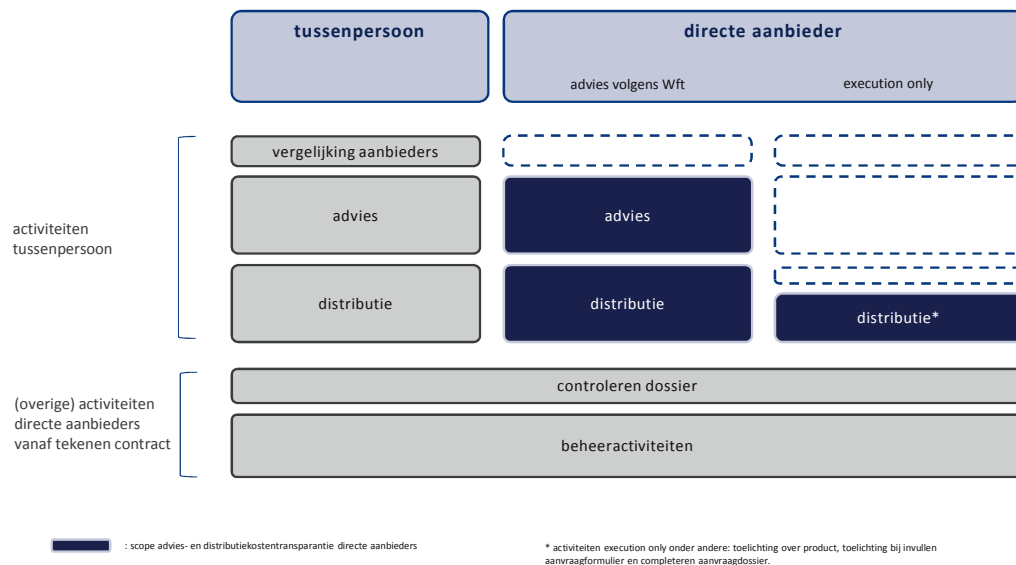 tussenpersoon
directe aanbieder
advies volgens Wft
execution only
activiteiten
tussenpersoon
vergelijking aanbieders
advies
advies
distributie
distributie
distributie*
(overige) activiteiten
directe aanbieders
vanaf tekenen contract
controleren dossier
beheeractiviteiten
: scope advies- en distributiekostentransparantie directe aanbieders
* activiteiten execution only onder andere: toelichting over product, toelichting bij invullen
aanvraagformulier en completeren aanvraagdossier.